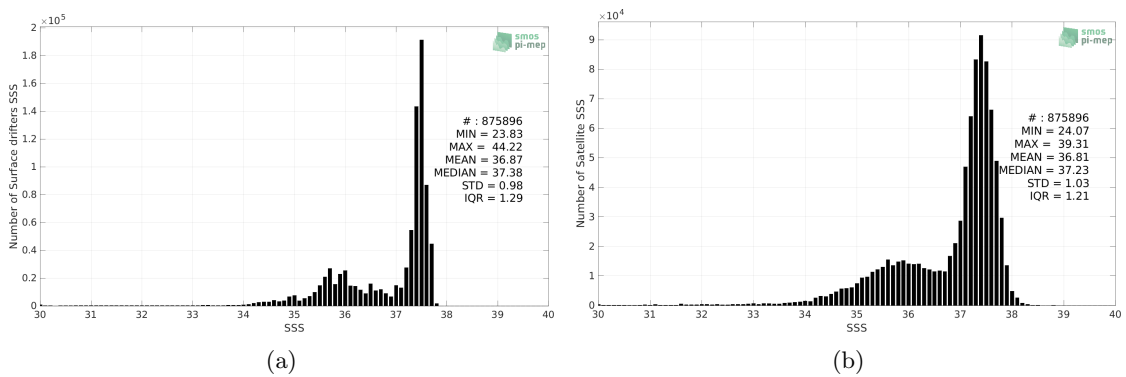 ×10⁵
smos
pi-mep
Number of Surface drifters SSS
2
1.8
1.6
1.4
1.2
1
0.8
0.6
0.4
0.2
0
# : 875896
MIN = 23.83
MAX = 44.22
MEAN = 36.87
MEDIAN = 37.38
STD = 0.98
IQR = 1.29
30 31 32 33 34 35 36 37 38 39 40
SSS
(a)
×10⁴
smos
pi-mep
Number of Satellite SSS
9
8
7
6
5
4
3
2
1
0
# : 875896
MIN = 24.07
MAX = 39.31
MEAN = 36.81
MEDIAN = 37.23
STD = 1.03
IQR = 1.21
30 31 32 33 34 35 36 37 38 39 40
SSS
(b)